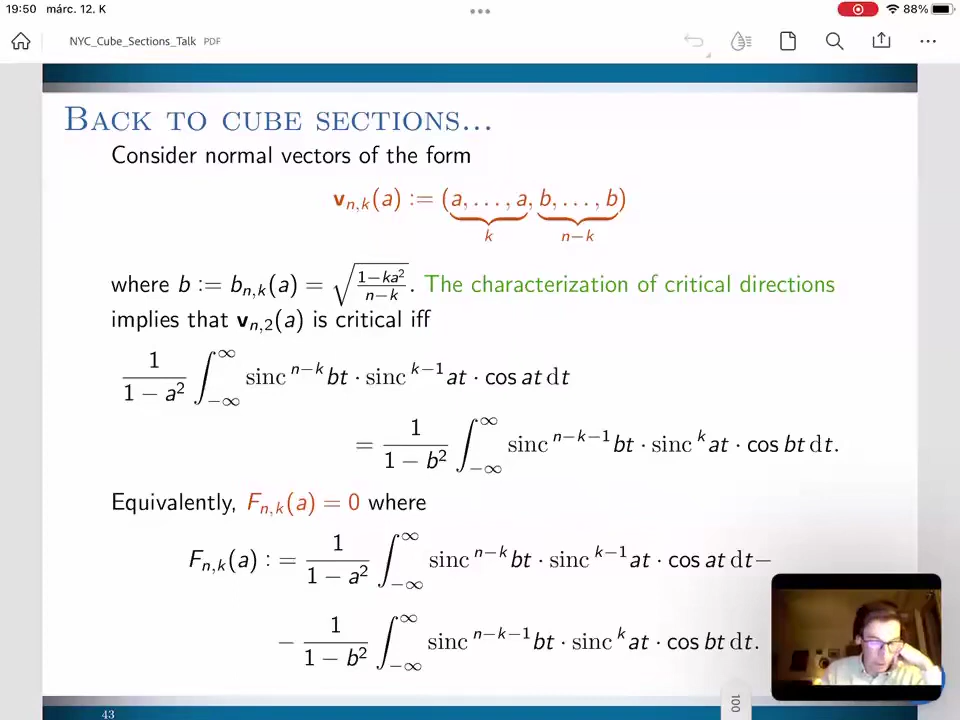 19:50 márc. 12. K
88%
NYC_Cube_Sections_Talk PDF
BACK TO CUBE SECTIONS...
Consider normal vectors of the form
v_{n,k}(a) := (a, . . . , a, b, . . . , b)
k n−k
where b := b_{n,k}(a) = √((1−ka²)/(n−k)). The characterization of critical directions
implies that v_{n,2}(a) is critical iff
1/(1 − a²) ∫_{−∞}^{∞} sinc^{n−k} bt · sinc^{k−1} at · cos at dt
= 1/(1 − b²) ∫_{−∞}^{∞} sinc^{n−k−1} bt · sinc^{k} at · cos bt dt.
Equivalently, F_{n,k}(a) = 0 where
F_{n,k}(a) := 1/(1 − a²) ∫_{−∞}^{∞} sinc^{n−k} bt · sinc^{k−1} at · cos at dt−
− 1/(1 − b²) ∫_{−∞}^{∞} sinc^{n−k−1} bt · sinc^{k} at · cos bt dt.
43
100